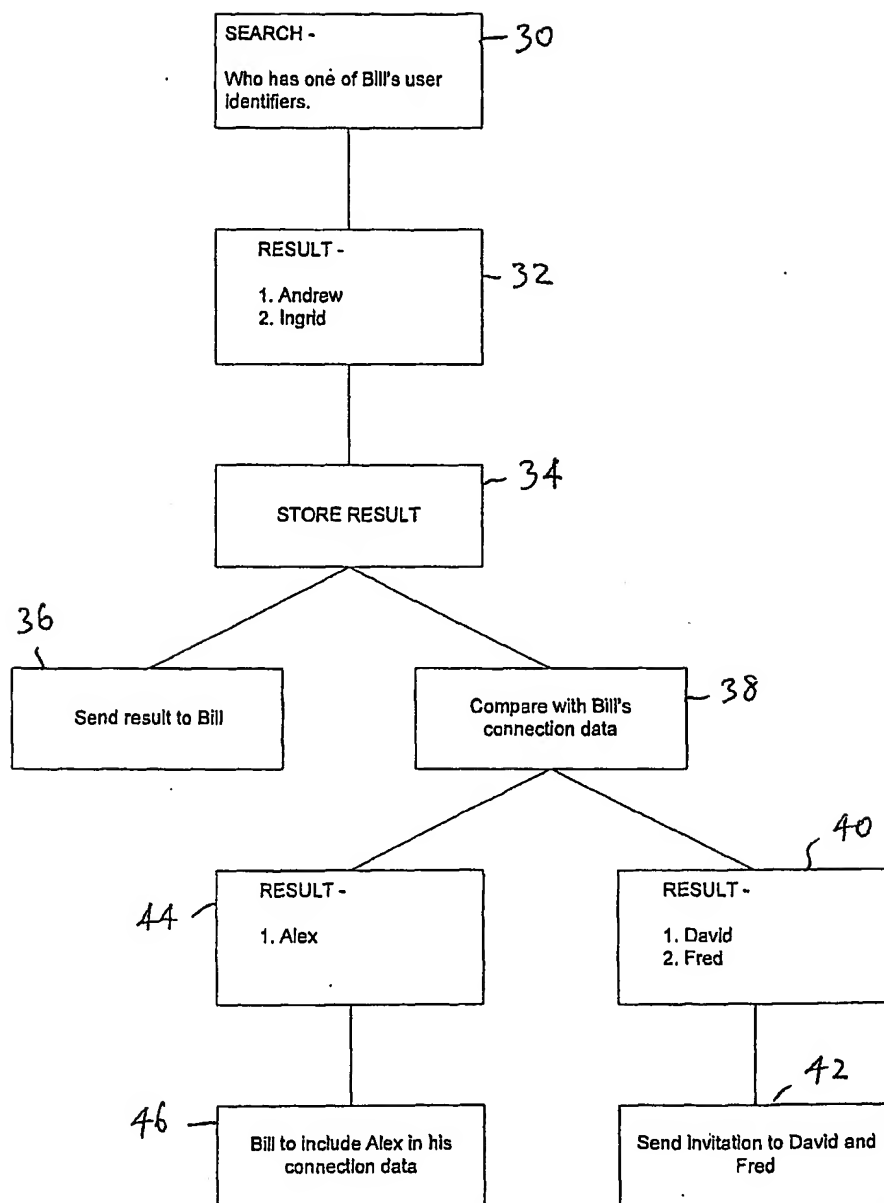 SEARCH -
30
Who has one of Bill's user
identifiers.
RESULT -
32
1. Andrew
2. Ingrid
34
STORE RESULT
36
Send result to Bill
Compare with Bill's
connection data
38
40
44
RESULT -
1. Alex
RESULT -
1. David
2. Fred
42
46
Bill to include Alex in his
connection data
Send invitation to David and
Fred